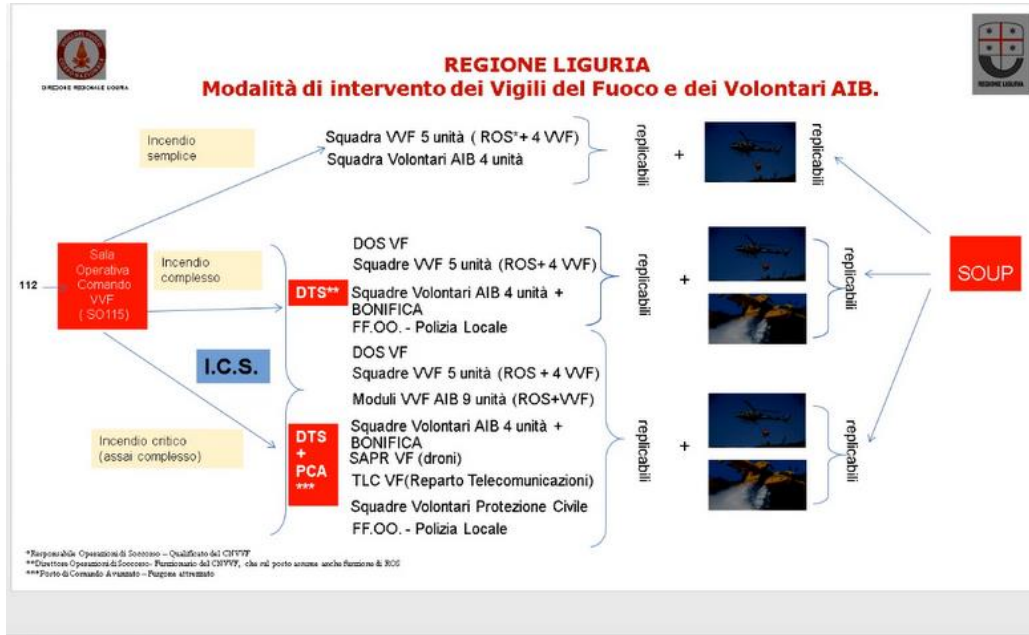 DIREZIONE REGIONALE LIGURIA
REGIONE LIGURIA
REGIONE LIGURIA
Modalità di intervento dei Vigili del Fuoco e dei Volontari AIB.
Incendio
semplice
Squadra VVF 5 unità ( ROS*+ 4 VVF)
Squadra Volontari AIB 4 unità
replicabili
+
replicabili
112
Sala
Operativa
Comando
VVF
( SO115)
Incendio
complesso
DTS**
DOS VF
Squadre VVF 5 unità (ROS+ 4 VVF)
Squadre Volontari AIB 4 unità +
BONIFICA
FF.OO. - Polizia Locale
replicabili
+
replicabili
SOUP
I.C.S.
Incendio critico
(assai complesso)
DTS
+
PCA
***
DOS VF
Squadre VVF 5 unità (ROS + 4 VVF)
Moduli VVF AIB 9 unità (ROS+VVF)
Squadre Volontari AIB 4 unità +
BONIFICA
SAPR VF (droni)
TLC VF(Reparto Telecomunicazioni)
Squadre Volontari Protezione Civile
FF.OO. - Polizia Locale
replicabili
+
replicabili
*Responsabile Operazioni di Soccorso – Qualificato del CNVVF
**Direttore Operazioni di Soccorso- Funzionario del CNVVF, che sul posto assume anche funzione di ROS
***Posto di Comando Avanzato – Furgone attrezzato